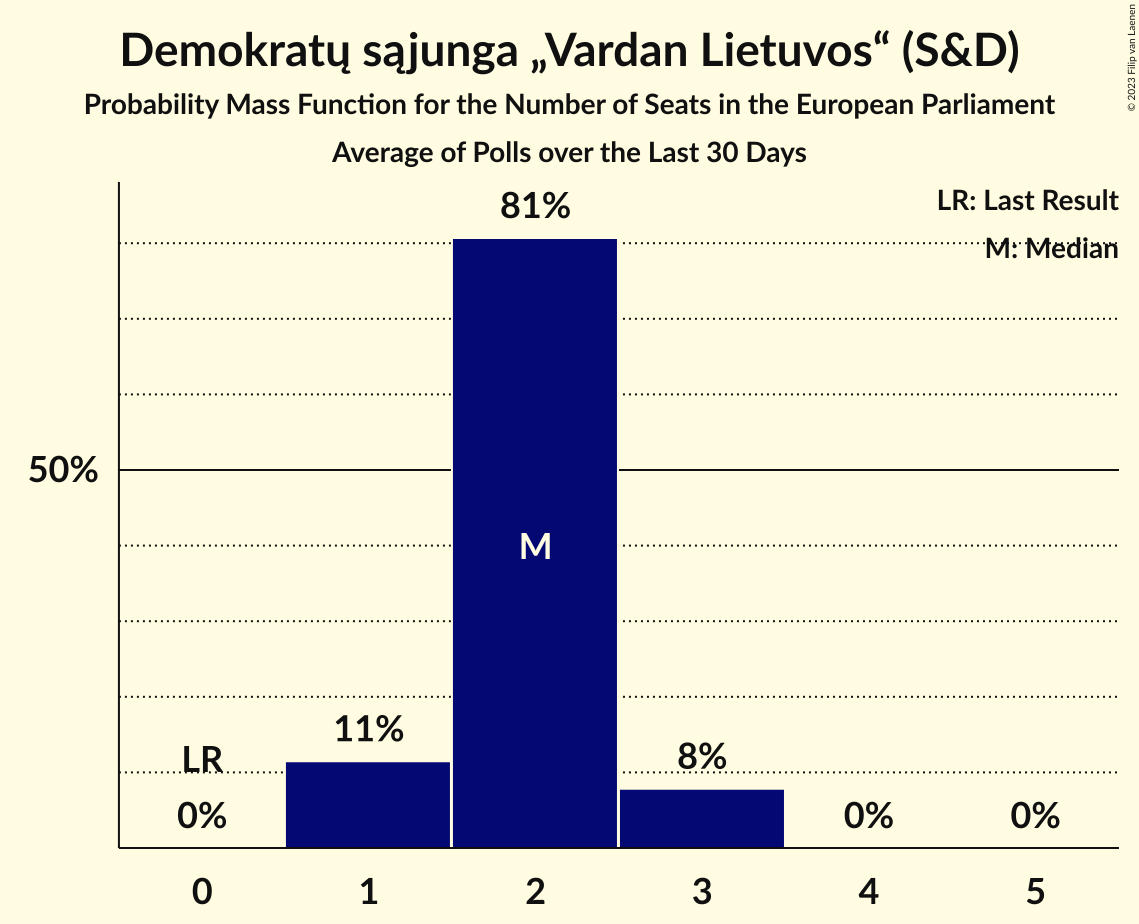 Demokratų sąjunga „Vardan Lietuvos“ (S&D)
Probability Mass Function for the Number of Seats in the European Parliament
Average of Polls over the Last 30 Days
© 2023 Filip van Laenen
LR: Last Result
M: Median
81%
50%
M
11%
LR
8%
0%
0%
0%
0
1
2
3
4
5